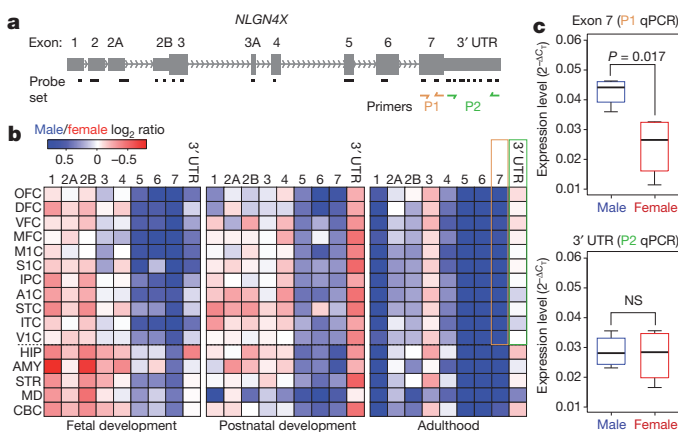 a
NLGN4X
Exon: 1 2 2A 2B 3 3A 4 5 6 7 3′ UTR
Probe set
Primers P1 P2
b
Male/female log2 ratio
0.5 0 −0.5
1 2A 2B 3 4 5 6 7 3′ UTR
1 2A 2B 3 4 5 6 7 3′ UTR
1 2A 2B 3 4 5 6 7 3′ UTR
OFC
DFC
VFC
MFC
M1C
S1C
IPC
A1C
STC
ITC
V1C
HIP
AMY
STR
MD
CBC
Fetal development
Postnatal development
Adulthood
c
Exon 7 (P1 qPCR)
Expression level (2−ΔCT)
0.06
0.05
0.04
0.03
0.02
0.01
P = 0.017
Male Female
3′ UTR (P2 qPCR)
Expression level (2−ΔCT)
0.06
0.05
0.04
0.03
0.02
0.01
NS
Male Female